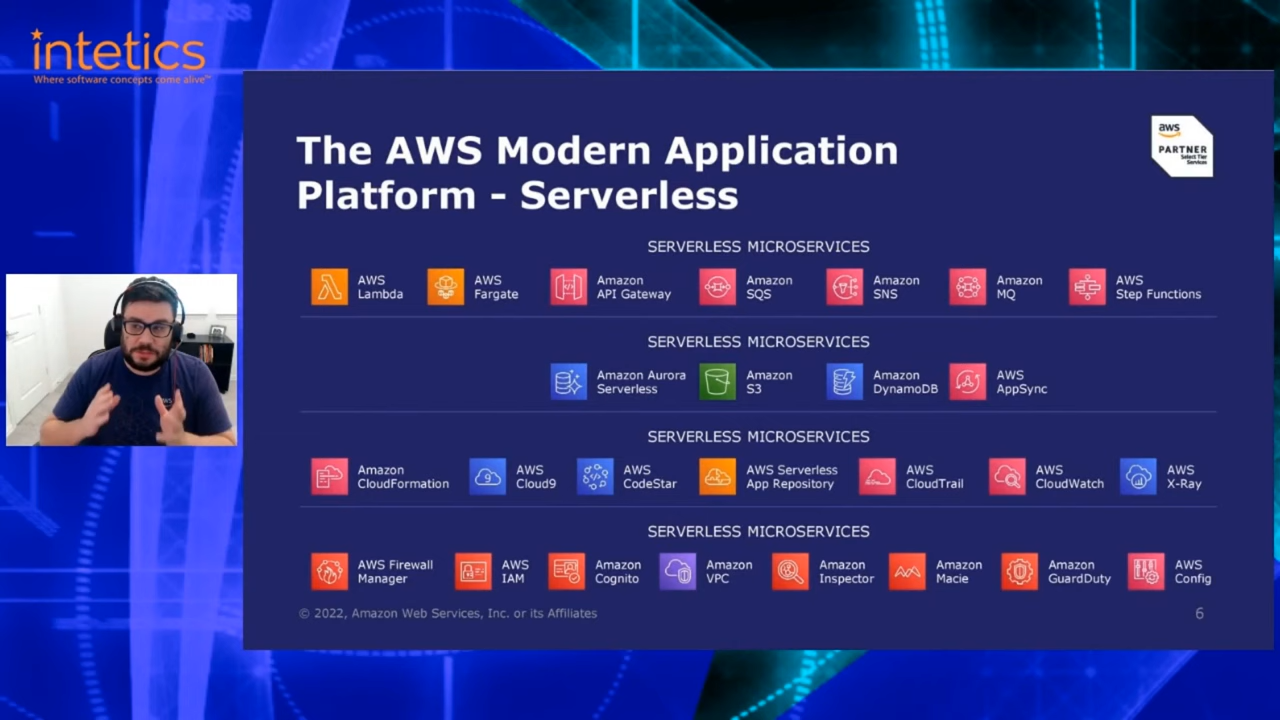 intetics
Where software concepts come alive™
The AWS Modern Application
Platform - Serverless
aws
PARTNER
Select Tier
Services
SERVERLESS MICROSERVICES
AWS
Lambda
AWS
Fargate
Amazon
API Gateway
Amazon
SQS
Amazon
SNS
Amazon
MQ
AWS
Step Functions
SERVERLESS MICROSERVICES
Amazon Aurora
Serverless
Amazon
S3
Amazon
DynamoDB
AWS
AppSync
SERVERLESS MICROSERVICES
Amazon
CloudFormation
9
AWS
Cloud9
AWS
CodeStar
AWS Serverless
App Repository
AWS
CloudTrail
AWS
CloudWatch
AWS
X-Ray
SERVERLESS MICROSERVICES
AWS Firewall
Manager
AWS
IAM
Amazon
Cognito
Amazon
VPC
Amazon
Inspector
Amazon
Macie
Amazon
GuardDuty
AWS
Config
© 2022, Amazon Web Services, Inc. or its Affiliates
6